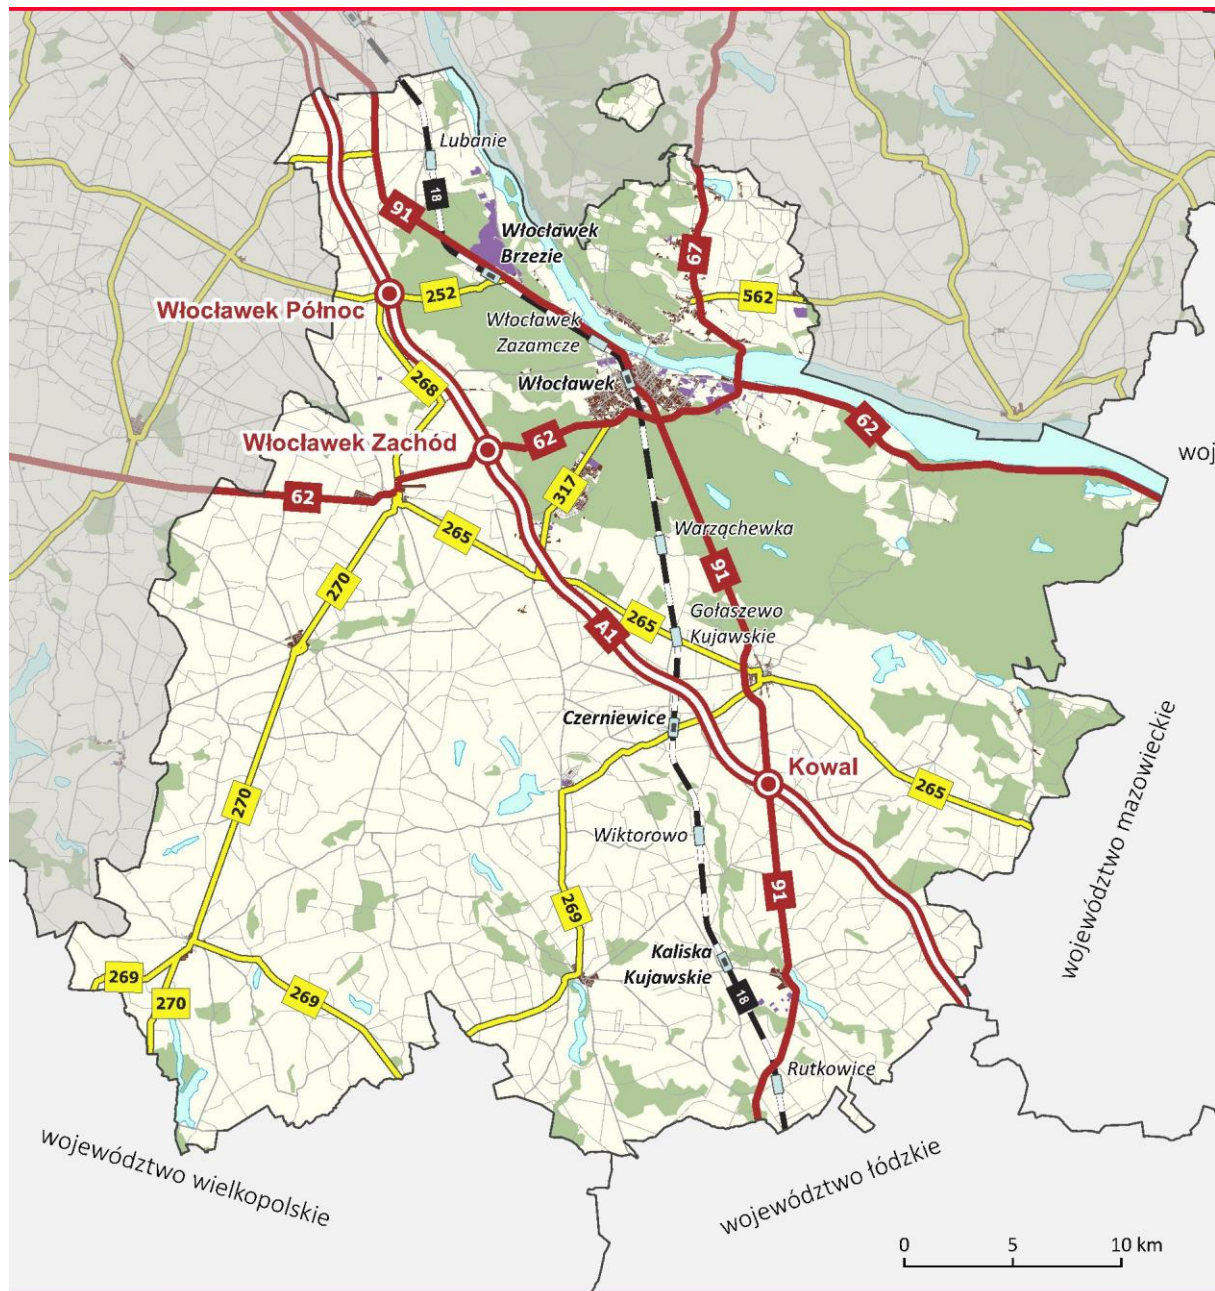 Lubanie
18
91
Włocławek
Brzezie
67
Włocławek Północ
252
562
Włocławek
Zazamcze
268
Włocławek
Włocławek Zachód
62
62
woj
62
317
265
Warząchewka
91
270
265
Gołaszewo
Kujawskie
A1
Czerniewice
Kowal
województwo mazowieckie
270
265
Wiktorowo
91
269
Kaliska
Kujawskie
269
270
269
18
Rutkowice
województwo wielkopolskie
województwo łódzkie
0 5 10 km